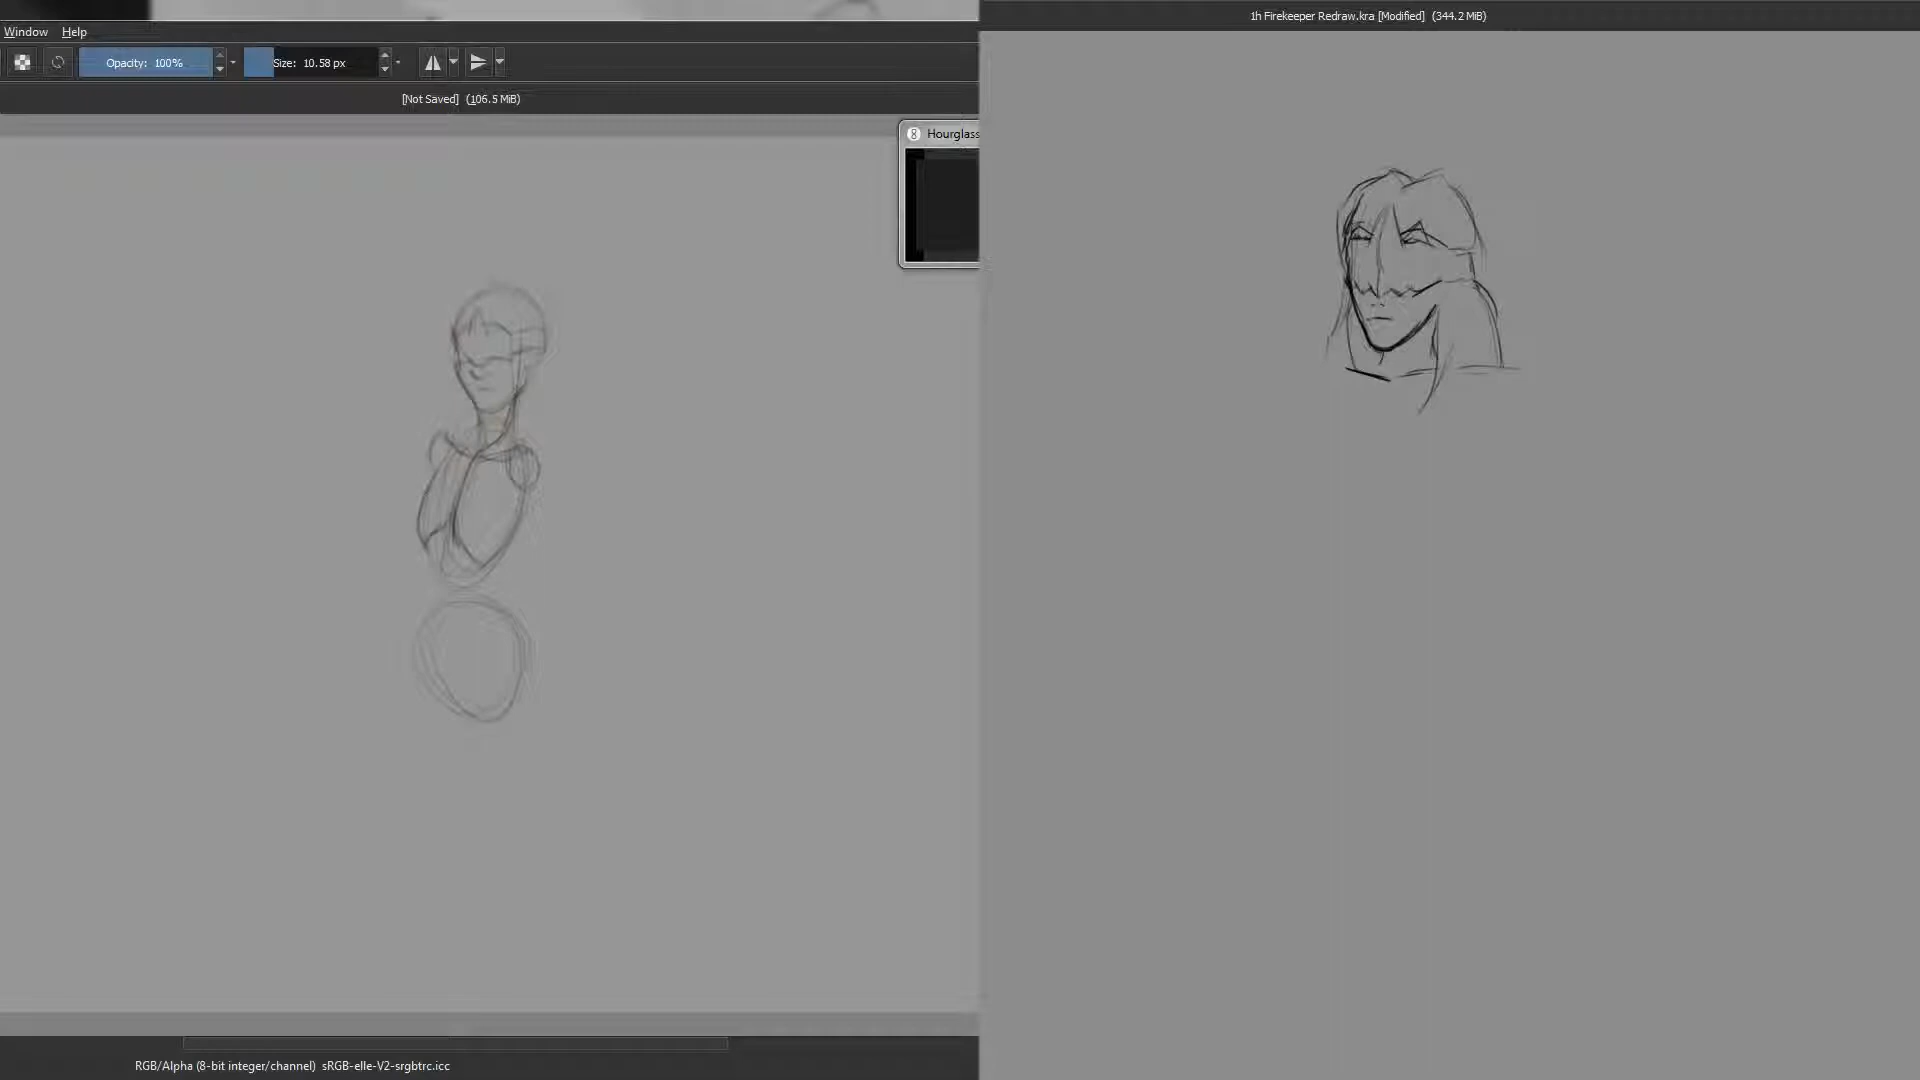 Window Help
Opacity: 100% Size: 10.58 px
[Not Saved] (106.5 MiB)
Hourglass
RGB/Alpha (8-bit integer/channel) sRGB-elle-V2-srgbtrc.icc
1h Firekeeper Redraw.kra [Modified] (344.2 MiB)